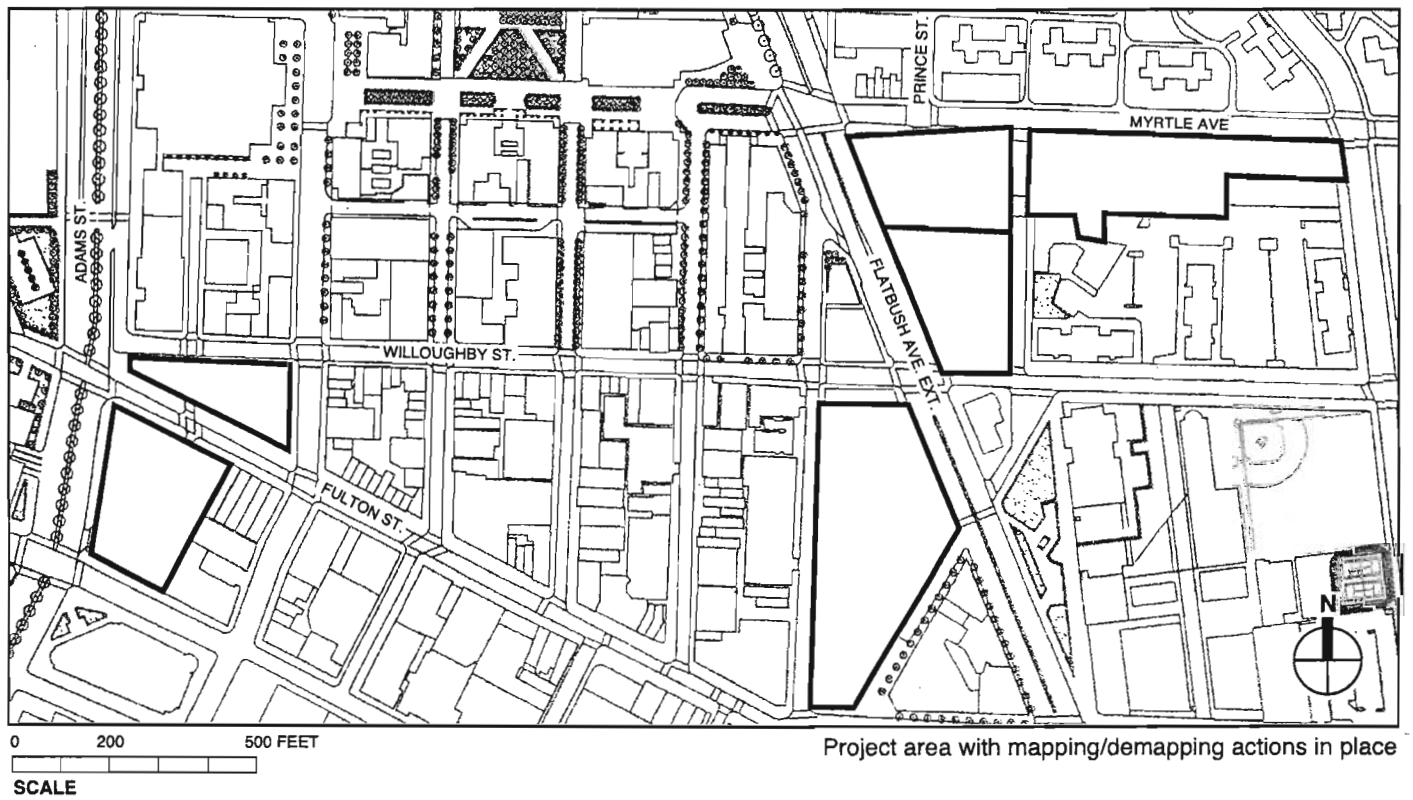 PRINCE ST.
MYRTLE AVE
ADAMS ST.
FLATBUSH AVE. EXT.
WILLOUGHBY ST.
FULTON ST.
N
0 200 500 FEET
SCALE
Project area with mapping/demapping actions in place